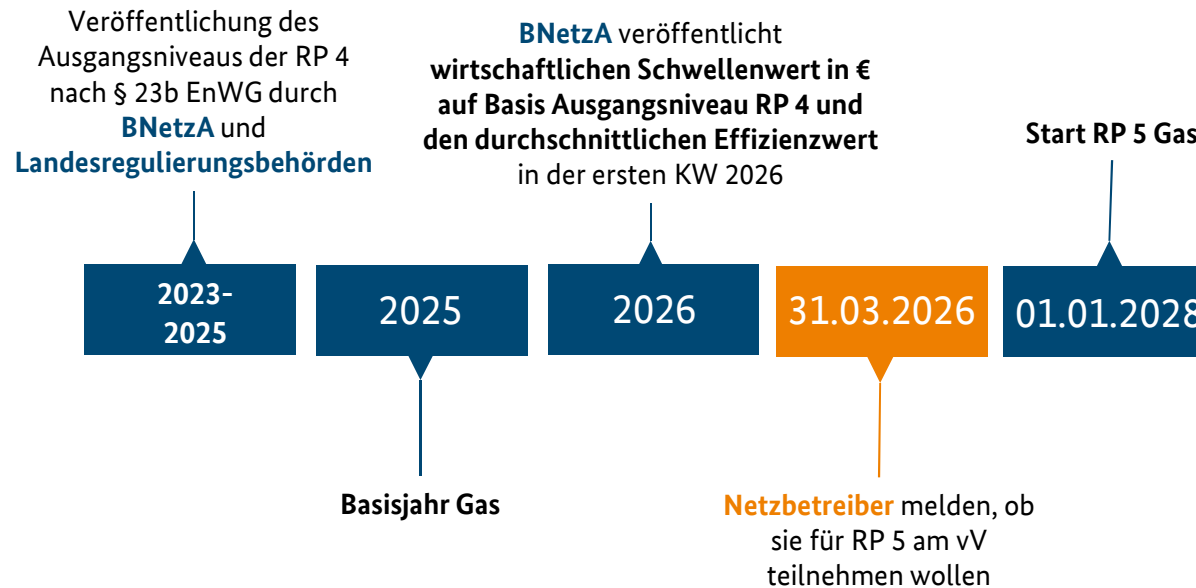 Veröffentlichung des
Ausgangsniveaus der RP 4
nach § 23b EnWG durch
BNetzA und
Landesregulierungsbehörden
BNetzA veröffentlicht
wirtschaftlichen Schwellenwert in €
auf Basis Ausgangsniveau RP 4 und
den durchschnittlichen Effizienzwert
in der ersten KW 2026
Start RP 5 Gas
2023-
2025
2025
2026
31.03.2026
01.01.2028
Basisjahr Gas
Netzbetreiber melden, ob
sie für RP 5 am vV
teilnehmen wollen